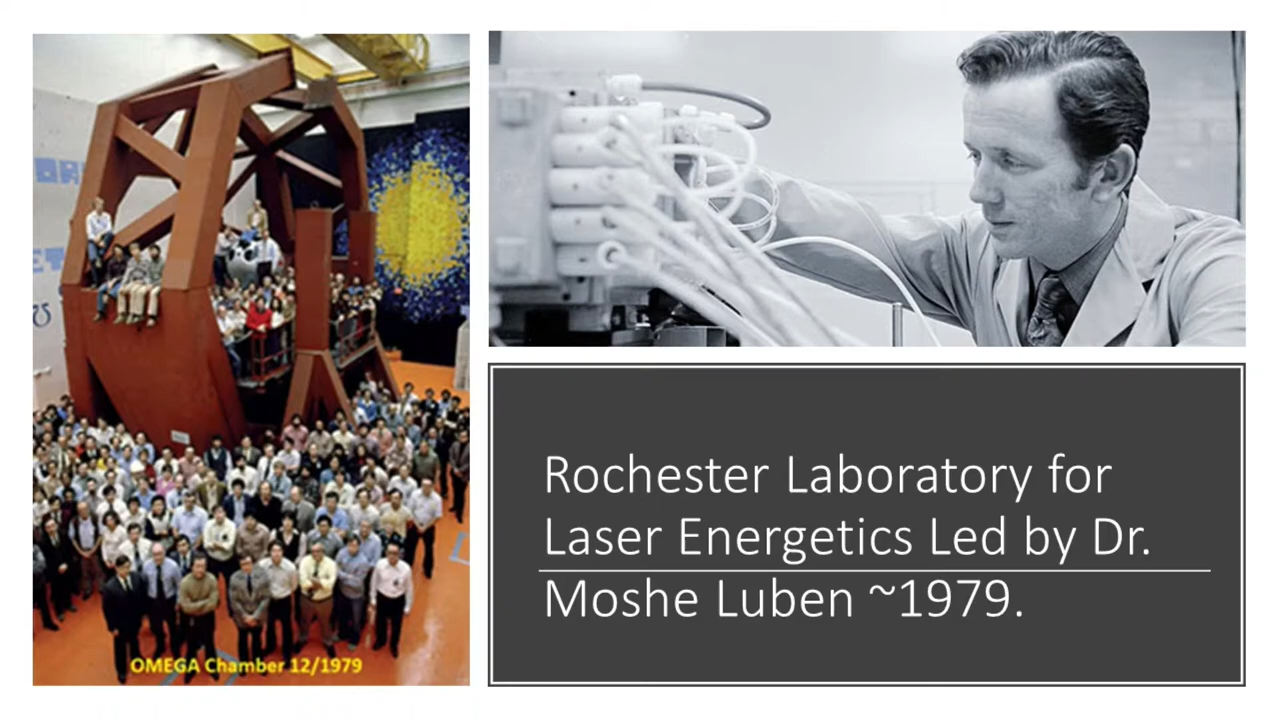 OMEGA Chamber 12/1979
Rochester Laboratory for
Laser Energetics Led by Dr.
Moshe Luben ~1979.